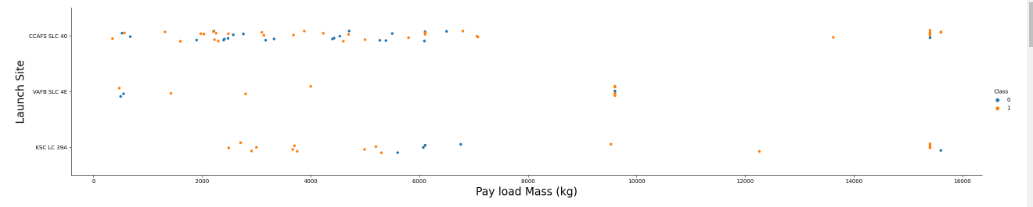 CCAFS SLC 40
VAFB SLC 4E
KSC LC 39A
Launch Site
Class
0
1
0 2000 4000 6000 8000 10000 12000 14000 16000
Pay load Mass (kg)